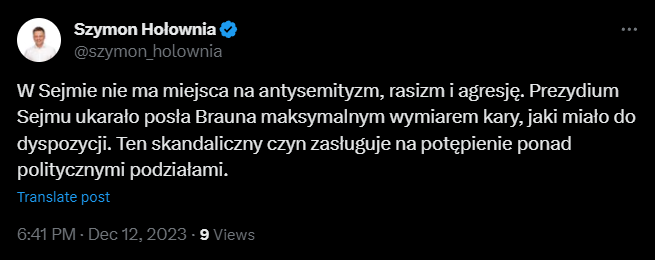 Szymon Hołownia
@szymon_holownia
W Sejmie nie ma miejsca na antysemityzm, rasizm i agresję. Prezydium
Sejmu ukarało posła Brauna maksymalnym wymiarem kary, jaki miało do
dyspozycji. Ten skandaliczny czyn zasługuje na potępienie ponad
politycznymi podziałami.
Translate post
6:41 PM · Dec 12, 2023 · 9 Views